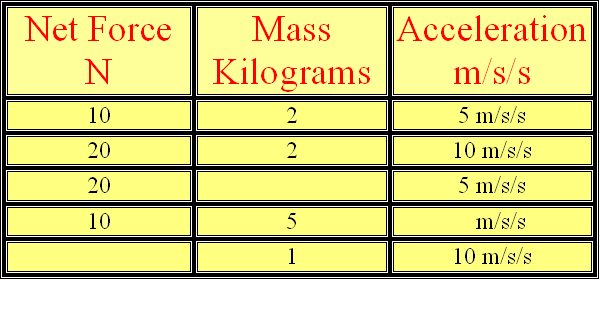 Net Force Mass Acceleration
N Kilograms m/s/s
10 2 5 m/s/s
20 2 10 m/s/s
20 5 m/s/s
10 5 m/s/s
1 10 m/s/s